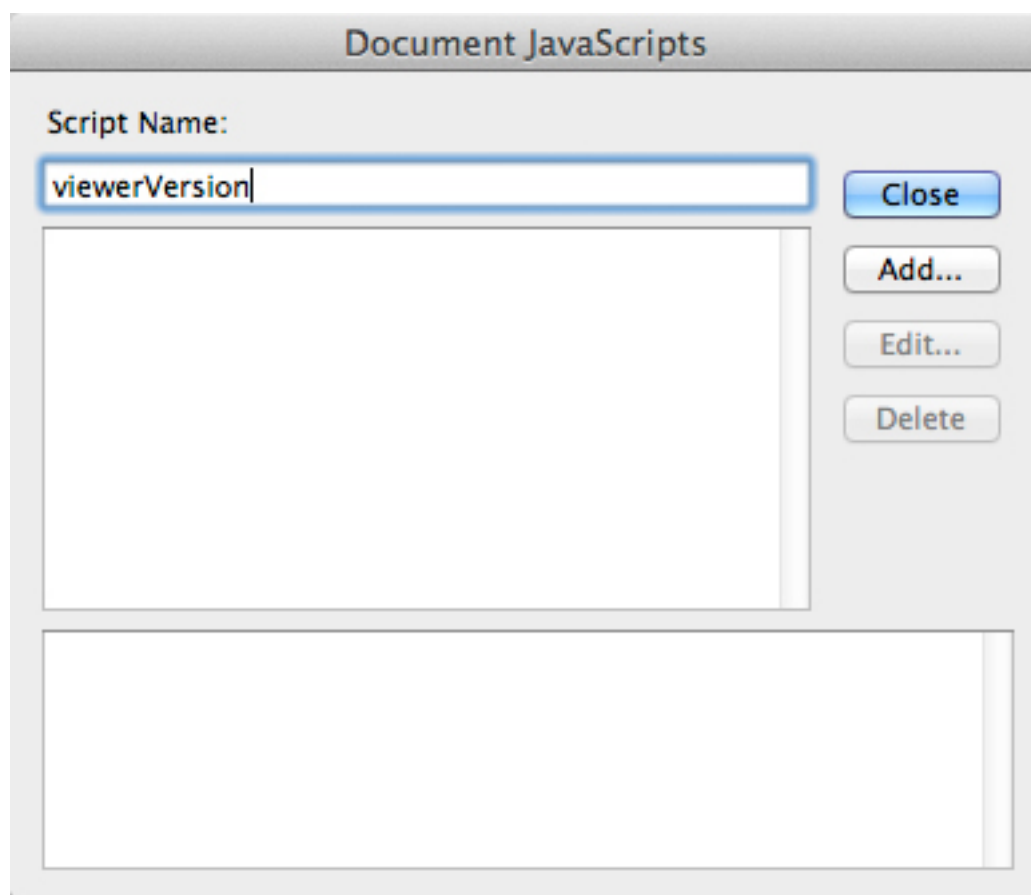 Document JavaScripts
Script Name:
viewerVersion
Close
Add...
Edit...
Delete